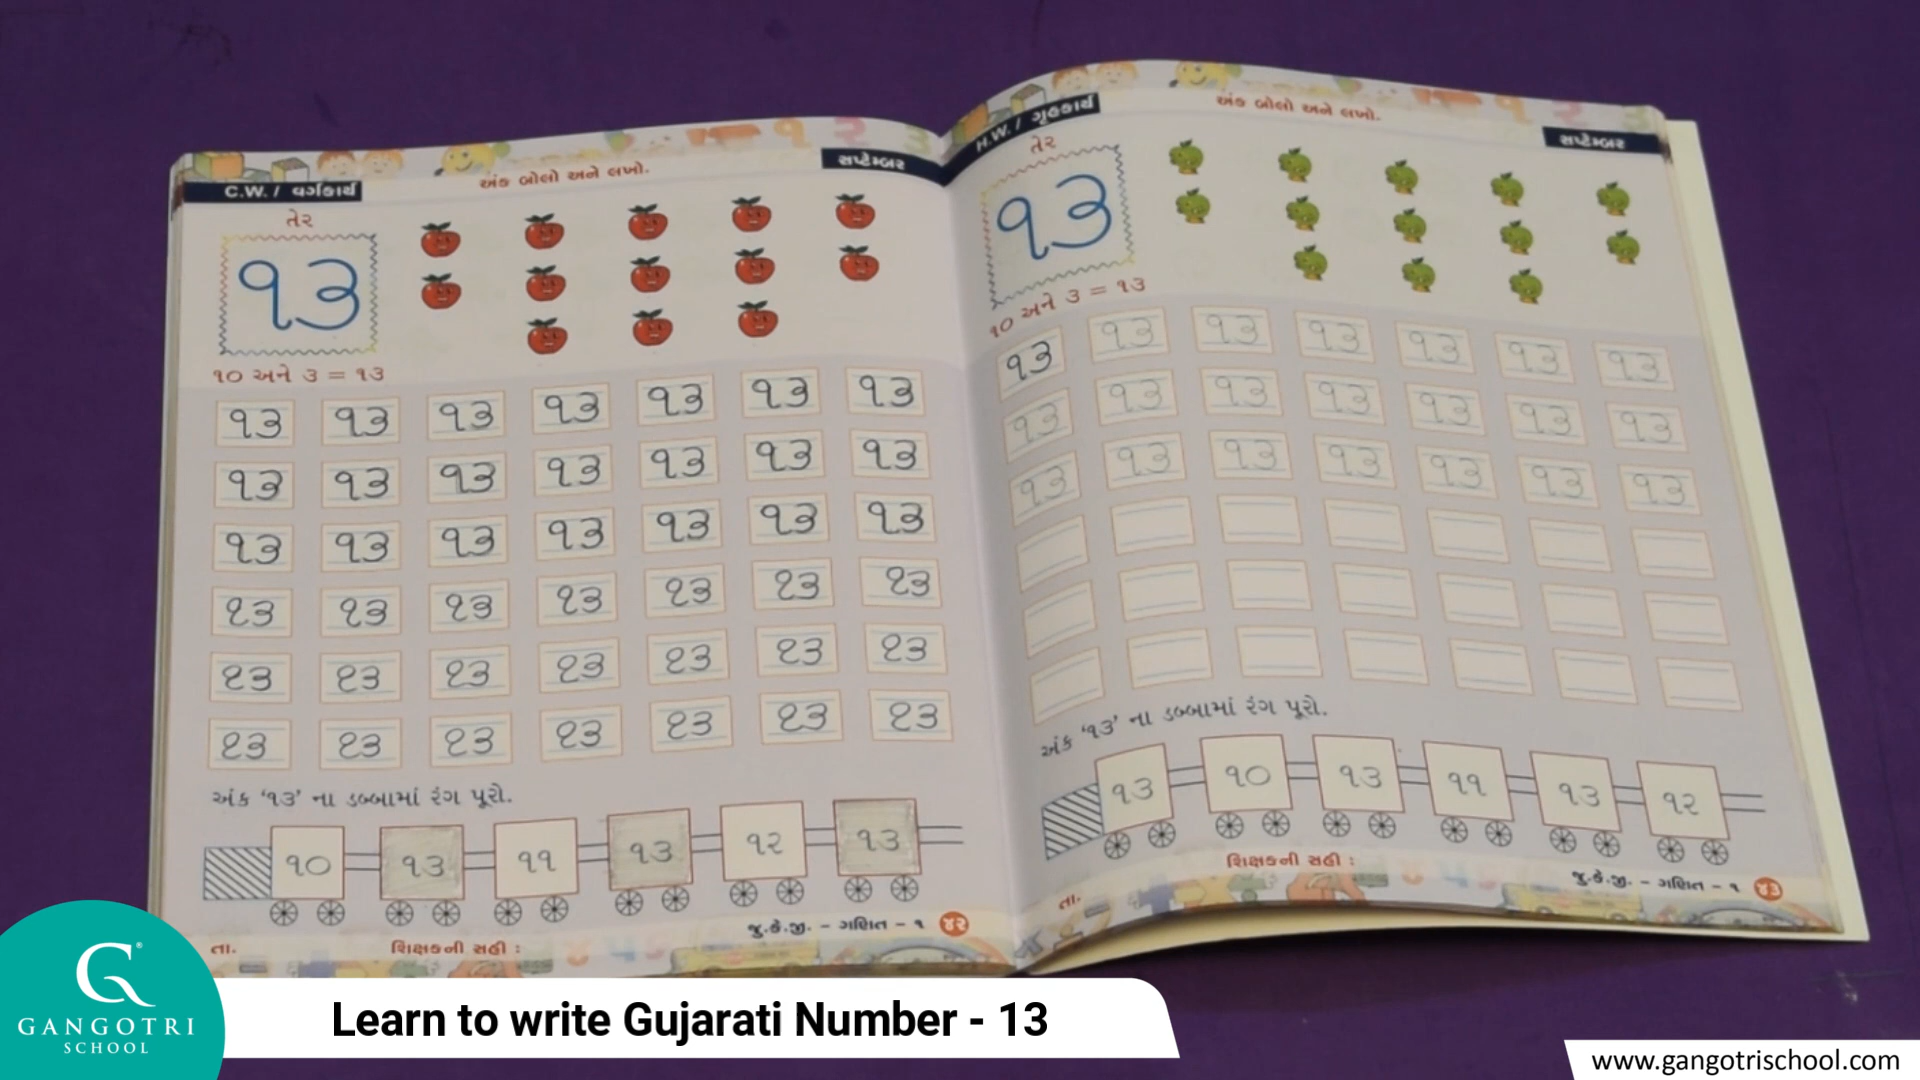 C.W. / વર્ગકાર્ય
અંક બોલો અને લખો.
સપ્ટેમ્બર
તેર
૧૩
૧૦ અને ૩ = ૧૩
૧૩ ૧૩ ૧૩ ૧૩ ૧૩ ૧૩ ૧૩
૧૩ ૧૩ ૧૩ ૧૩ ૧૩ ૧૩ ૧૩
૧૩ ૧૩ ૧૩ ૧૩ ૧૩ ૧૩ ૧૩
૧૩ ૧૩ ૧૩ ૧૩ ૧૩ ૧૩ ૧૩
૧૩ ૧૩ ૧૩ ૧૩ ૧૩ ૧૩ ૧૩
૧૩ ૧૩ ૧૩ ૧૩ ૧૩ ૧૩ ૧૩
અંક ‘૧૩’ ના ડબ્બામાં રંગ પૂરો.
૧૦ ૧૩ ૧૧ ૧૩ ૧૨ ૧૩
જુ.કે.જી. – ગણિત – ૧ ૪૨
તા. શિક્ષકની સહી :
H.W. / ગૃહકાર્ય
અંક બોલો અને લખો.
સપ્ટેમ્બર
તેર
૧૩
૧૦ અને ૩ = ૧૩
૧૩ ૧૩ ૧૩ ૧૩ ૧૩ ૧૩ ૧૩
૧૩ ૧૩ ૧૩ ૧૩ ૧૩ ૧૩ ૧૩
૧૩ ૧૩ ૧૩ ૧૩ ૧૩ ૧૩ ૧૩
અંક ‘૧૩’ ના ડબ્બામાં રંગ પૂરો.
૧૩ ૧૦ ૧૩ ૧૧ ૧૩ ૧૨
તા. શિક્ષકની સહી :
જુ.કે.જી. – ગણિત – ૧ ૪૩
GANGOTRI
SCHOOL
Learn to write Gujarati Number - 13
www.gangotrischool.com